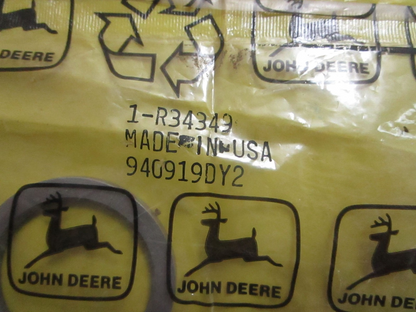 DEERE
JOHN DEERE
1-R34343
MADE-IN-USA
940919DY2
JOHN DEERE
JOHN DEERE
JOHN DEERE